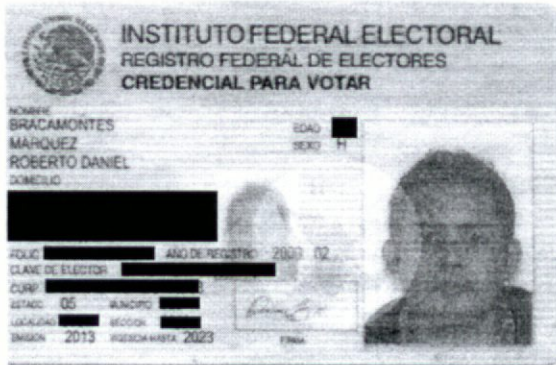 INSTITUTO FEDERAL ELECTORAL
REGISTRO FEDERAL DE ELECTORES
CREDENCIAL PARA VOTAR
NOMBRE
BRACAMONTES
MARQUEZ
ROBERTO DANIEL
EDAD
SEXO H
DOMICILIO
FOLIO AÑO DE REGISTRO 2000 02
CLAVE DE ELECTOR
CURP
ESTADO 05 MUNICIPIO
LOCALIDAD SECCION
EMISION 2013 VIGENCIA HASTA 2023
FIRMA